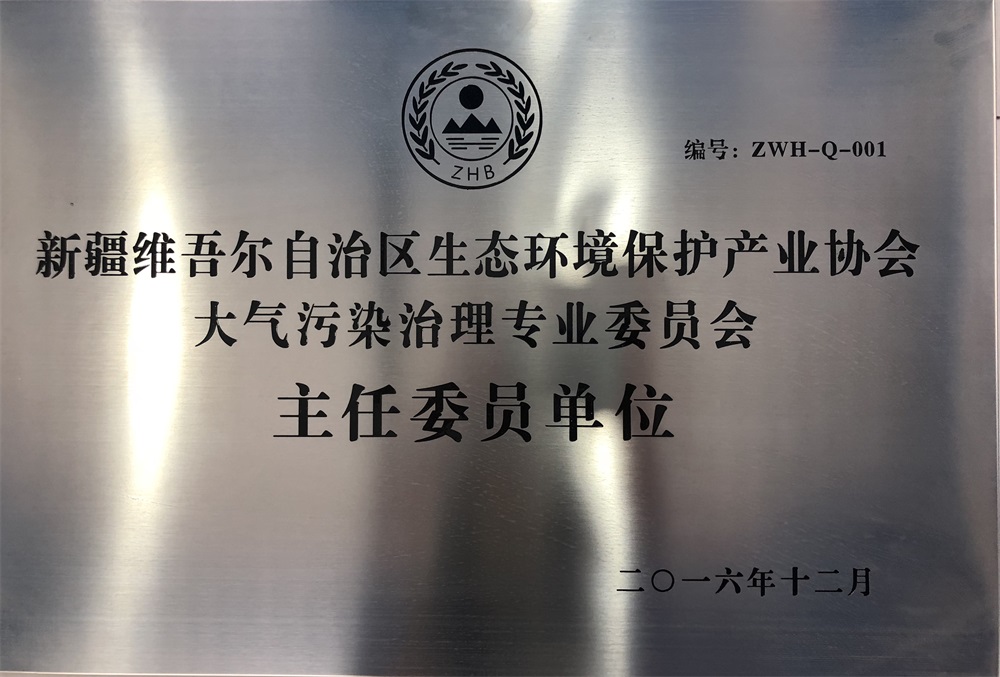 ZHB
编号：ZWH-Q-001
新疆维吾尔自治区生态环境保护产业协会
大气污染治理专业委员会
主任委员单位
二〇一六年十二月